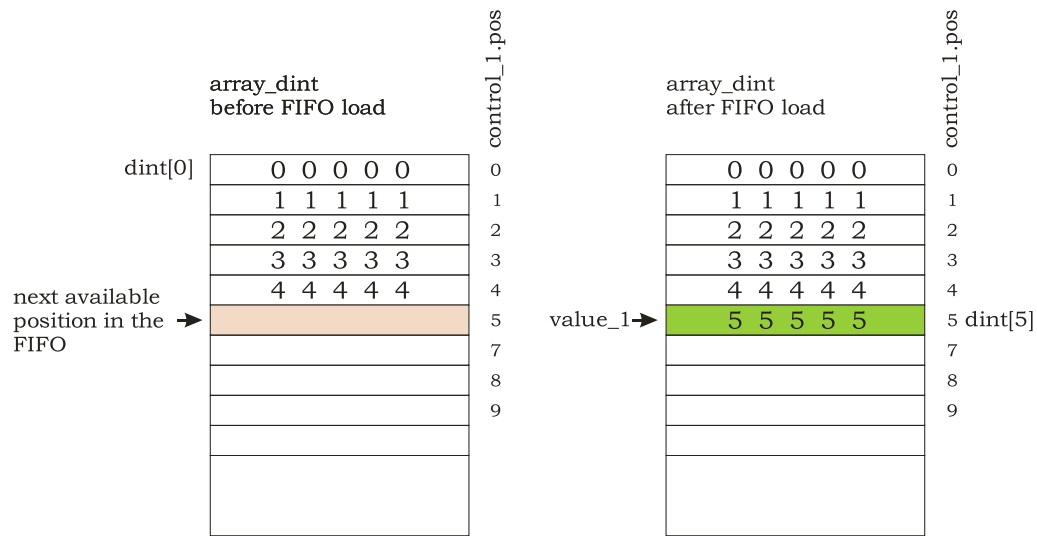 array_dint
before FIFO load
control_1.pos
dint[0]
0 0 0 0 0
0
1 1 1 1 1
1
2 2 2 2 2
2
3 3 3 3 3
3
4 4 4 4 4
4
next available
position in the
FIFO
5
7
8
9
array_dint
after FIFO load
control_1.pos
0 0 0 0 0
0
1 1 1 1 1
1
2 2 2 2 2
2
3 3 3 3 3
3
4 4 4 4 4
4
value_1
5 5 5 5 5
5 dint[5]
7
8
9